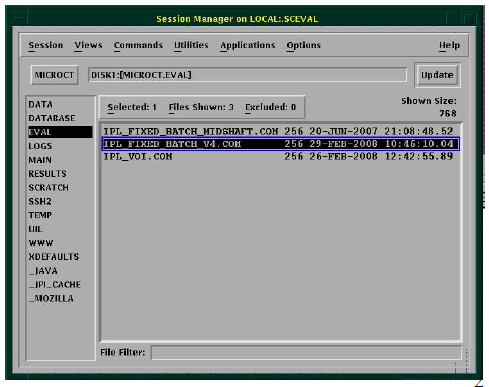 Session Manager on LOCAL:.SCEVAL
Session Views Commands Utilities Applications Options Help
MICROCT DISK1:[MICROCT.EVAL] Update
Selected: 1 Files Shown: 3 Excluded: 0
Shown Size:
768
DATA
DATABASE
EVAL
LOGS
MAIN
RESULTS
SCRATCH
SSH2
TEMP
UIL
WWW
XDEFAULTS
_JAVA
_JPI_CACHE
_MOZILLA
IPL_FIXED_BATCH_MIDSHAFT.COM 256 20-JUN-2007 21:08:48.52
IPL_FIXED_BATCH_V4.COM 256 29-FEB-2008 10:46:10.04
IPL_VOI.COM 256 26-FEB-2008 12:42:55.89
File Filter: